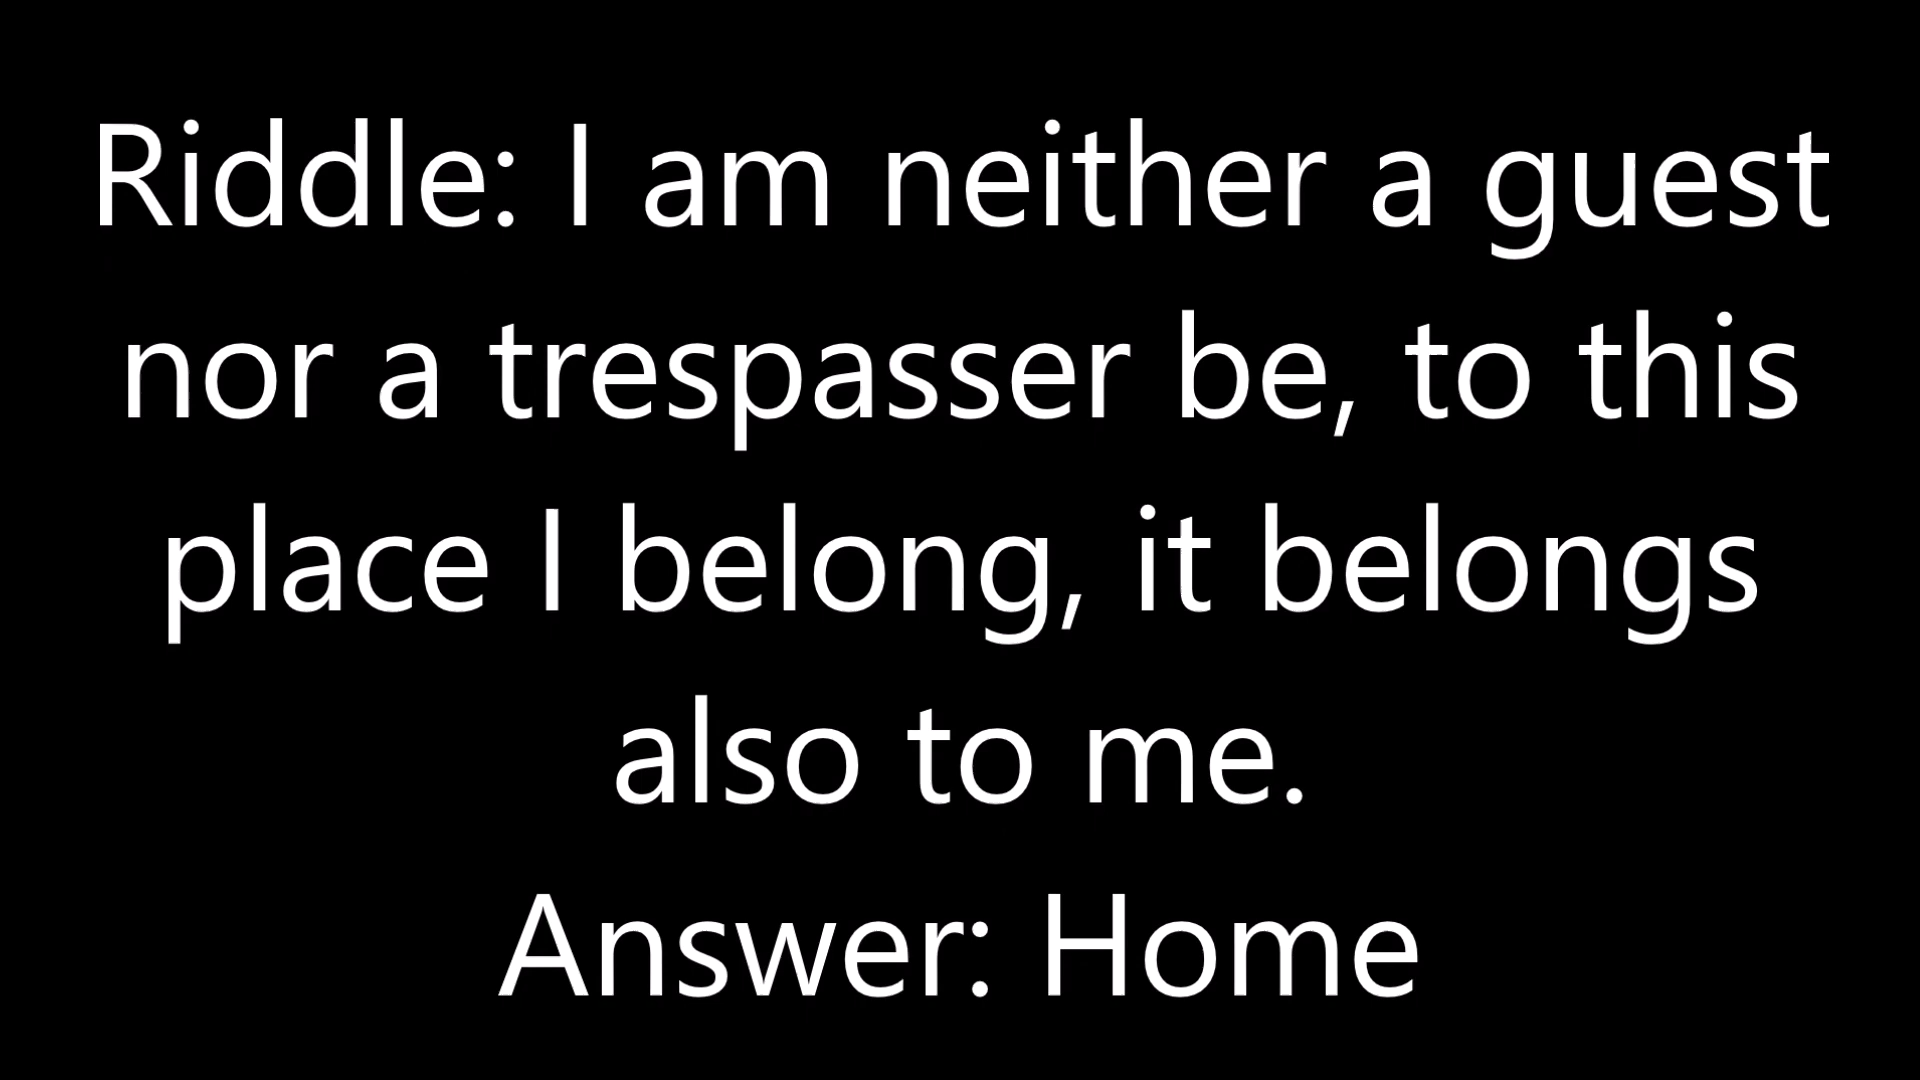 Riddle: I am neither a guest
nor a trespasser be, to this
place I belong, it belongs
also to me.
Answer: Home